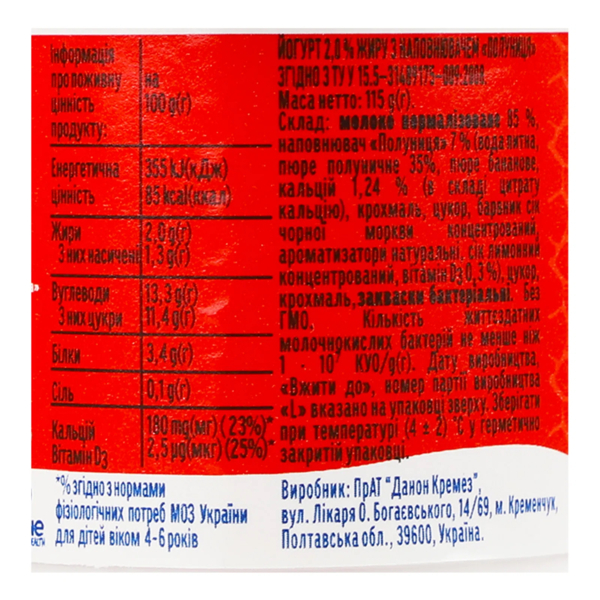 Інформація
про поживну
цінність
продукту:
на
100 g(г)
Енергетична
цінність
355 kJ(кДж)
85 kcal(ккал)
Жири
З них насичені
2,0 g(г)
1,3 g(г)
Вуглеводи
З них цукри
13,3 g(г)
11,4 g(г)
Білки
3,4 g(г)
Сіль
0,1 g(г)
Кальцій
Вітамін D3
180 mg(мг) (23%)*
2,5 µg(мкг) (25%)*
*% згідно з нормами
фізіологічних потреб МОЗ України
для дітей віком 4-6 років
ЙОГУРТ 2,0 % ЖИРУ З НАПОВНЮВАЧЕМ «ПОЛУНИЦЯ»
ЗГІДНО З ТУ У 15.5-31489175-009:2008.
Маса нетто: 115 g(г).
Склад: молоко нормалізоване 85 %,
наповнювач «Полуниця» 7 % (вода питна,
пюре полуничне 35%, пюре бананове,
кальцій 1,24 % (в складі цитрату
кальцію), крохмаль, цукор, барвник сік
чорної моркви концентрований,
ароматизатори натуральні, сік лимонний
концентрований, вітамін D3 0,3 %), цукор,
крохмаль, закваски бактеріальні. Без
ГМО. Кількість життєздатних
молочнокислих бактерій не менше ніж
1 · 10⁷ КУО/g(г). Дату виробництва,
«Вжити до», номер партії виробництва
«L» вказано на упаковці зверху. Зберігати
при температурі (4 ± 2) °С у герметично
закритій упаковці.
Виробник: ПрАТ "Данон Кремез",
вул. Лікаря О. Богаєвського, 14/69, м. Кременчук,
Полтавська обл., 39600, Україна.